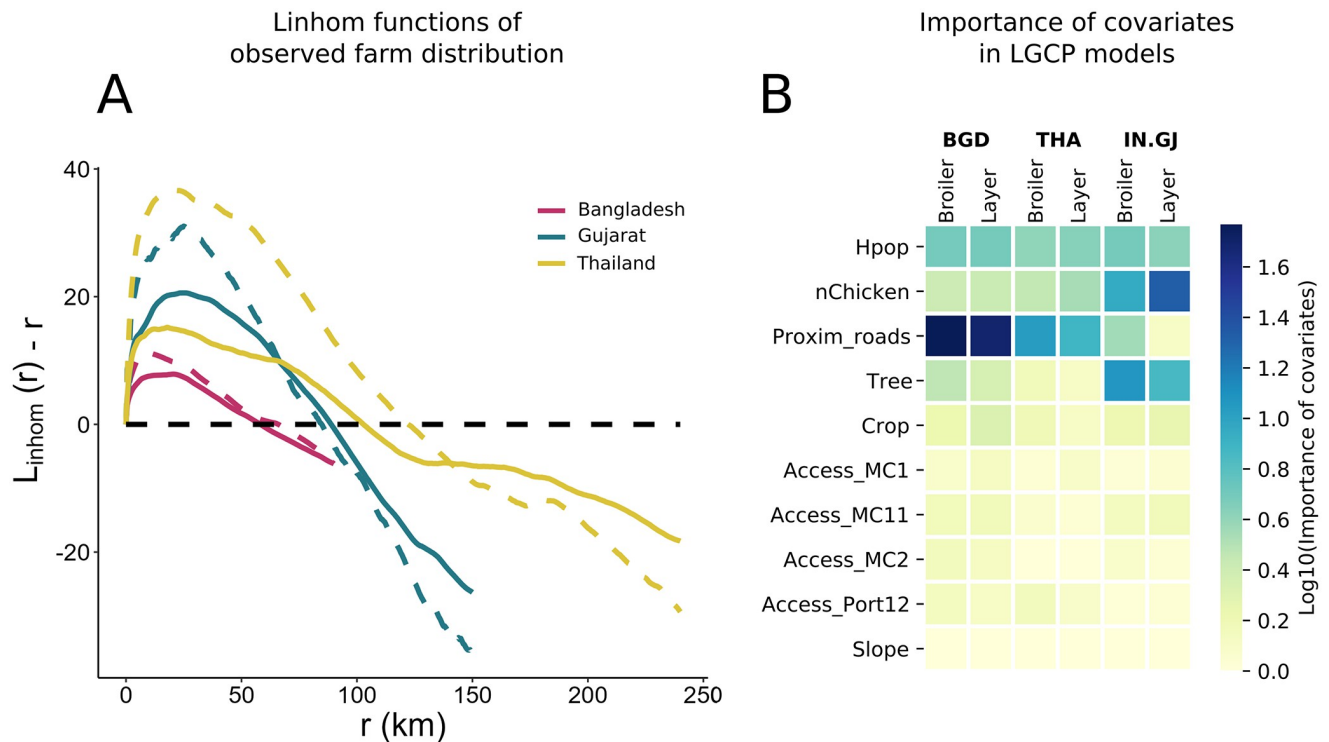 Linhom functions of
observed farm distribution
A
40
20
0
-20
0 50 100 150 200 250
r (km)
Linhom (r) - r
Bangladesh
Gujarat
Thailand
Importance of covariates
in LGCP models
B
BGD THA IN.GJ
Broiler Layer Broiler Layer Broiler Layer
Hpop
nChicken
Proxim_roads
Tree
Crop
Access_MC1
Access_MC11
Access_MC2
Access_Port12
Slope
1.6
1.4
1.2
1.0
0.8
0.6
0.4
0.2
0.0
Log10(Importance of covariates)